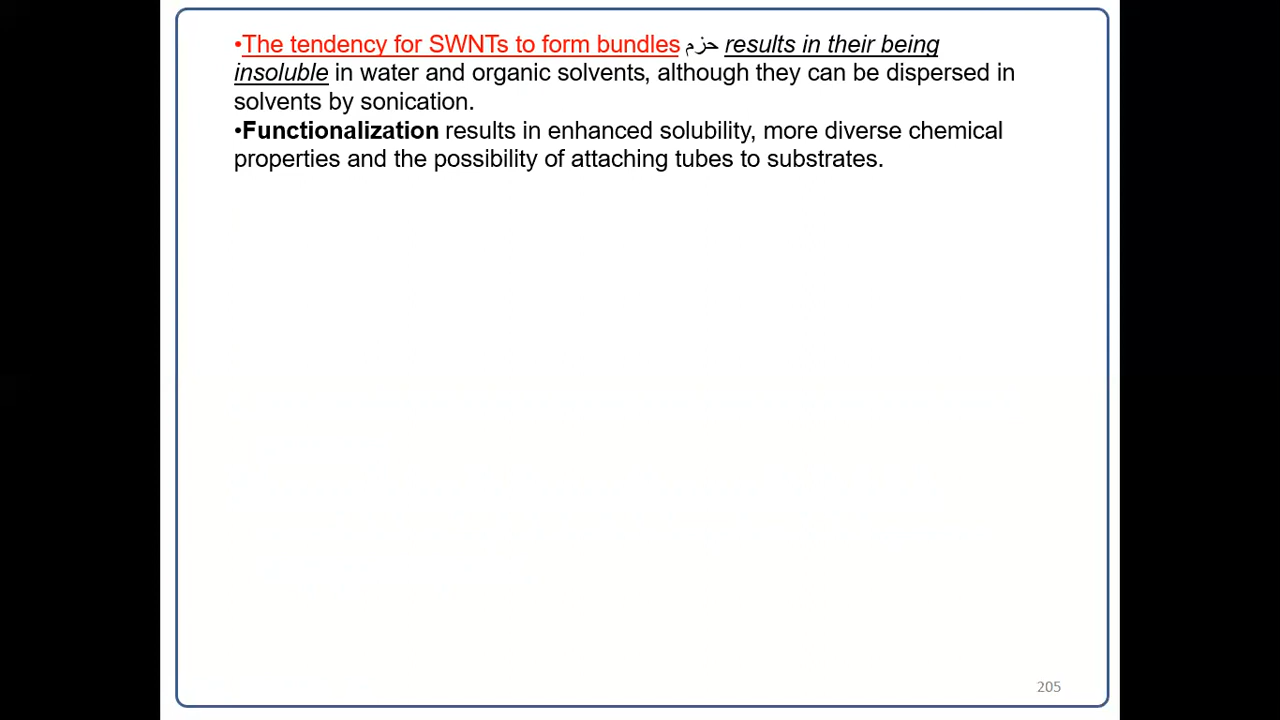 •The tendency for SWNTs to form bundles حزم results in their being
insoluble in water and organic solvents, although they can be dispersed in
solvents by sonication.
•Functionalization results in enhanced solubility, more diverse chemical
properties and the possibility of attaching tubes to substrates.
205